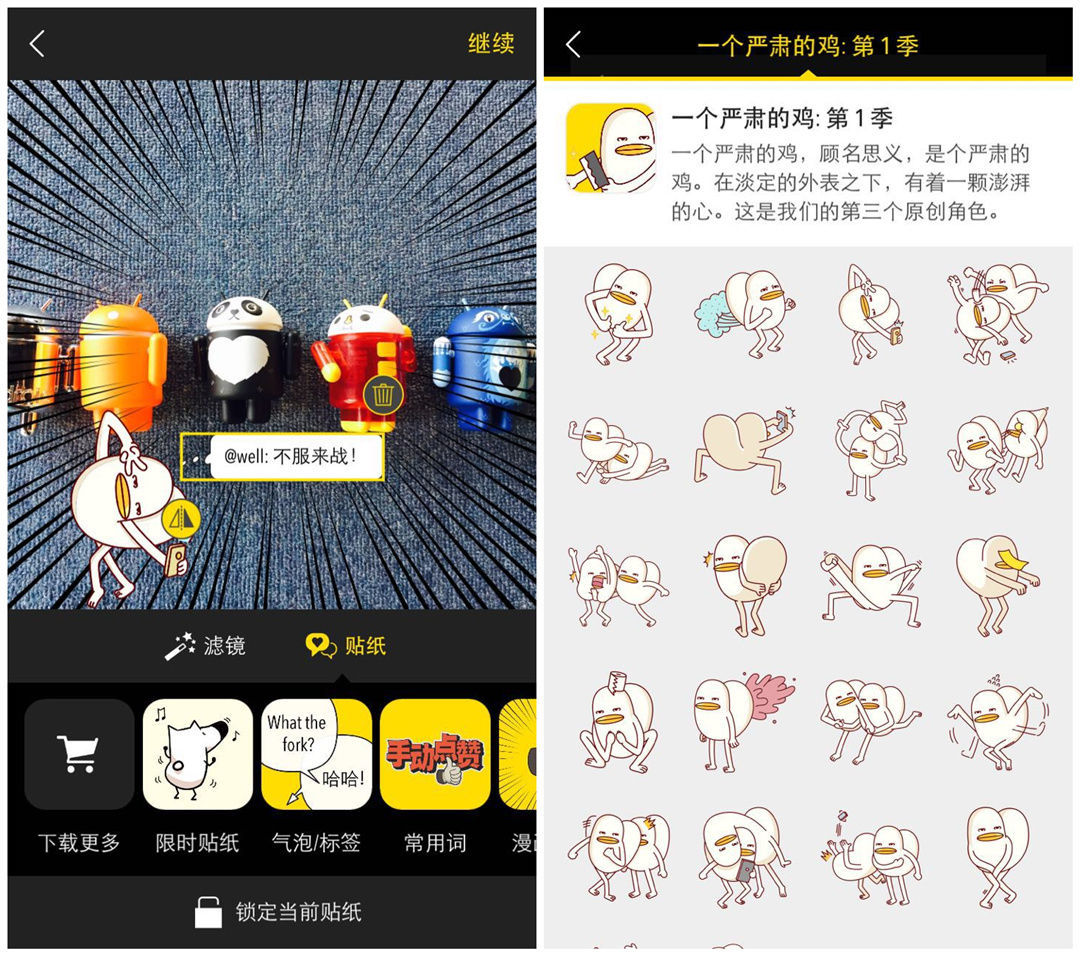 继续
@well: 不服来战!
滤镜
贴纸
What the
fork?
哈哈!
手动点赞
下载更多
限时贴纸
气泡/标签
常用词
锁定当前贴纸
一个严肃的鸡: 第 1 季
一个严肃的鸡: 第 1 季
一个严肃的鸡，顾名思义，是个严肃的
鸡。在淡定的外表之下，有着一颗澎湃
的心。这是我们的第三个原创角色。